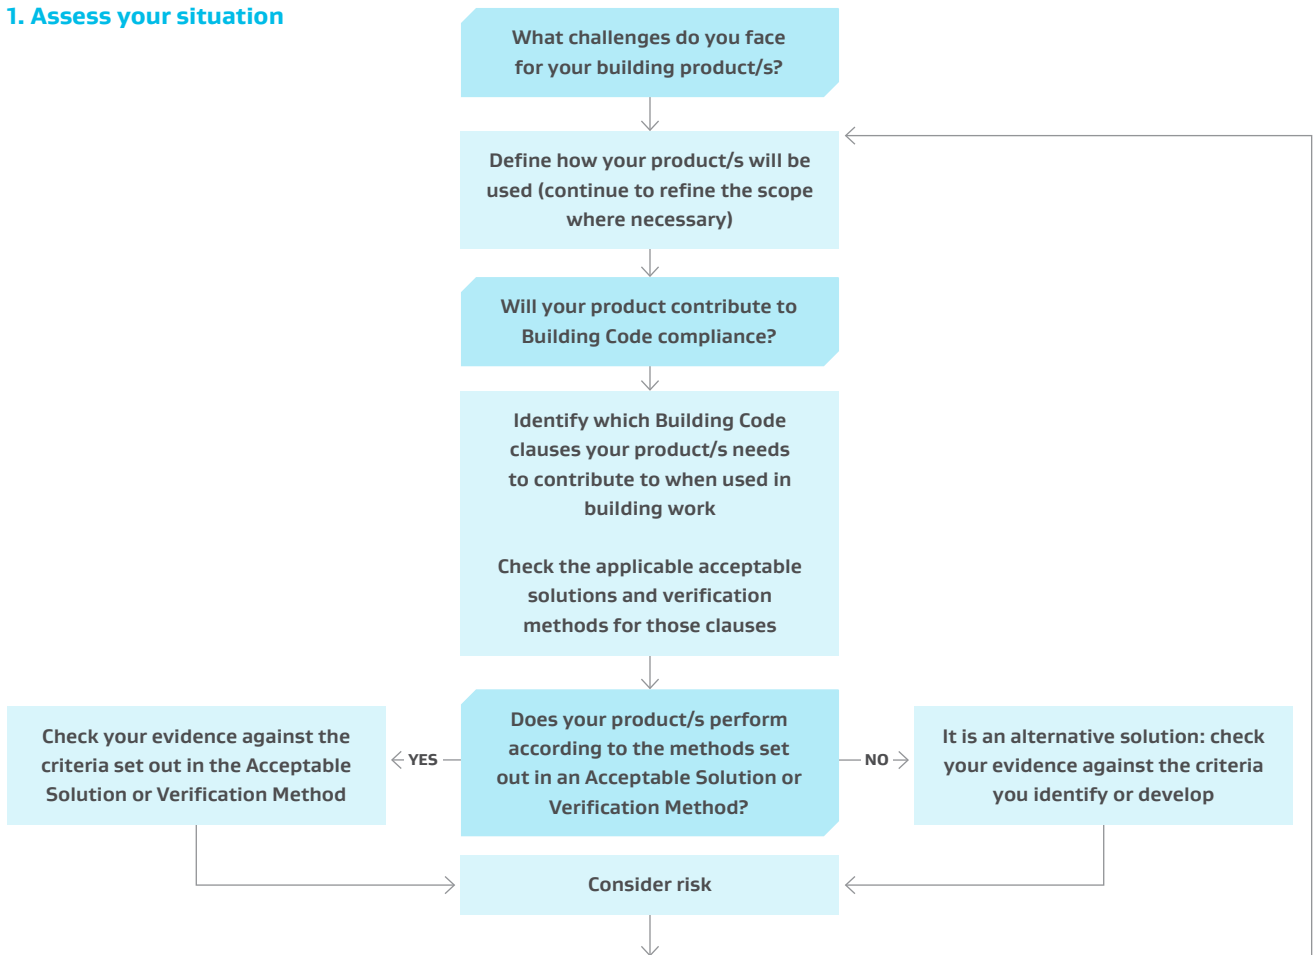 1. Assess your situation
What challenges do you face
for your building product/s?
Define how your product/s will be
used (continue to refine the scope
where necessary)
Will your product contribute to
Building Code compliance?
Identify which Building Code
clauses your product/s needs
to contribute to when used in
building work
Check the applicable acceptable
solutions and verification
methods for those clauses
Does your product/s perform
according to the methods set
out in an Acceptable Solution or
Verification Method?
YES
Check your evidence against the
criteria set out in the Acceptable
Solution or Verification Method
NO
It is an alternative solution: check
your evidence against the criteria
you identify or develop
Consider risk